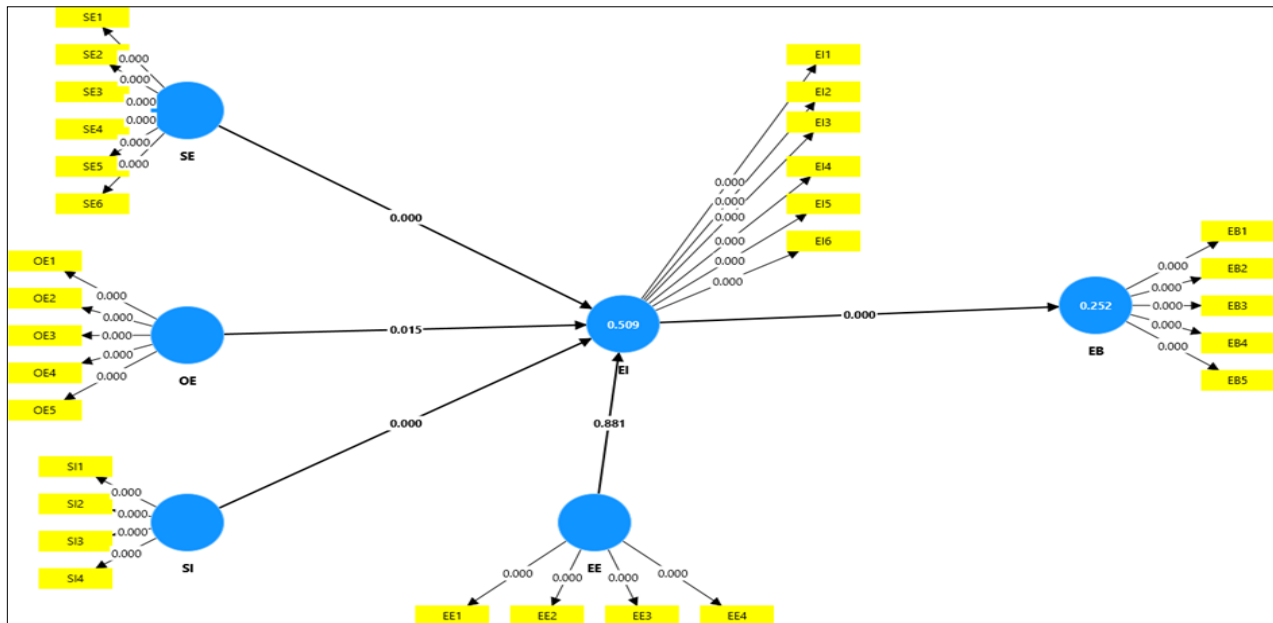 SE1
SE2
SE3
SE4
SE5
SE6
0.000
0.000
0.000
0.000
0.000
0.000
SE
0.000
OE1
OE2
OE3
OE4
OE5
0.000
0.000
0.000
0.000
0.000
OE
0.015
SI1
SI2
SI3
SI4
0.000
0.000
0.000
0.000
SI
0.000
EI1
EI2
EI3
EI4
EI5
EI6
0.000
0.000
0.000
0.000
0.000
0.000
0.509
EI
0.881
EE
0.000
0.000
0.000
0.000
EE1
EE2
EE3
EE4
0.000
0.252
EB
0.000
0.000
0.000
0.000
0.000
EB1
EB2
EB3
EB4
EB5